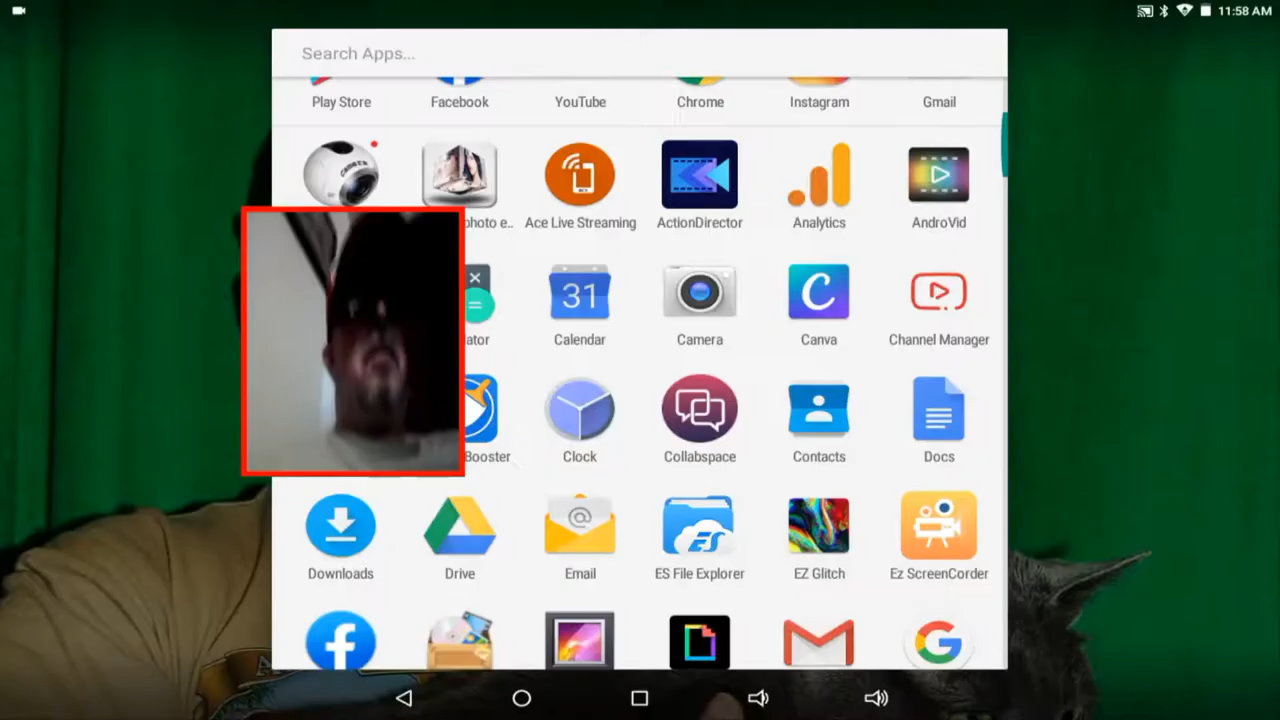 11:58 AM
Search Apps...
Play Store Facebook YouTube Chrome Instagram Gmail
photo e.. Ace Live Streaming ActionDirector Analytics AndroVid
31
ator Calendar Camera Canva Channel Manager
Booster Clock Collabspace Contacts Docs
Downloads Drive Email ES File Explorer EZ Glitch Ez ScreenCorder